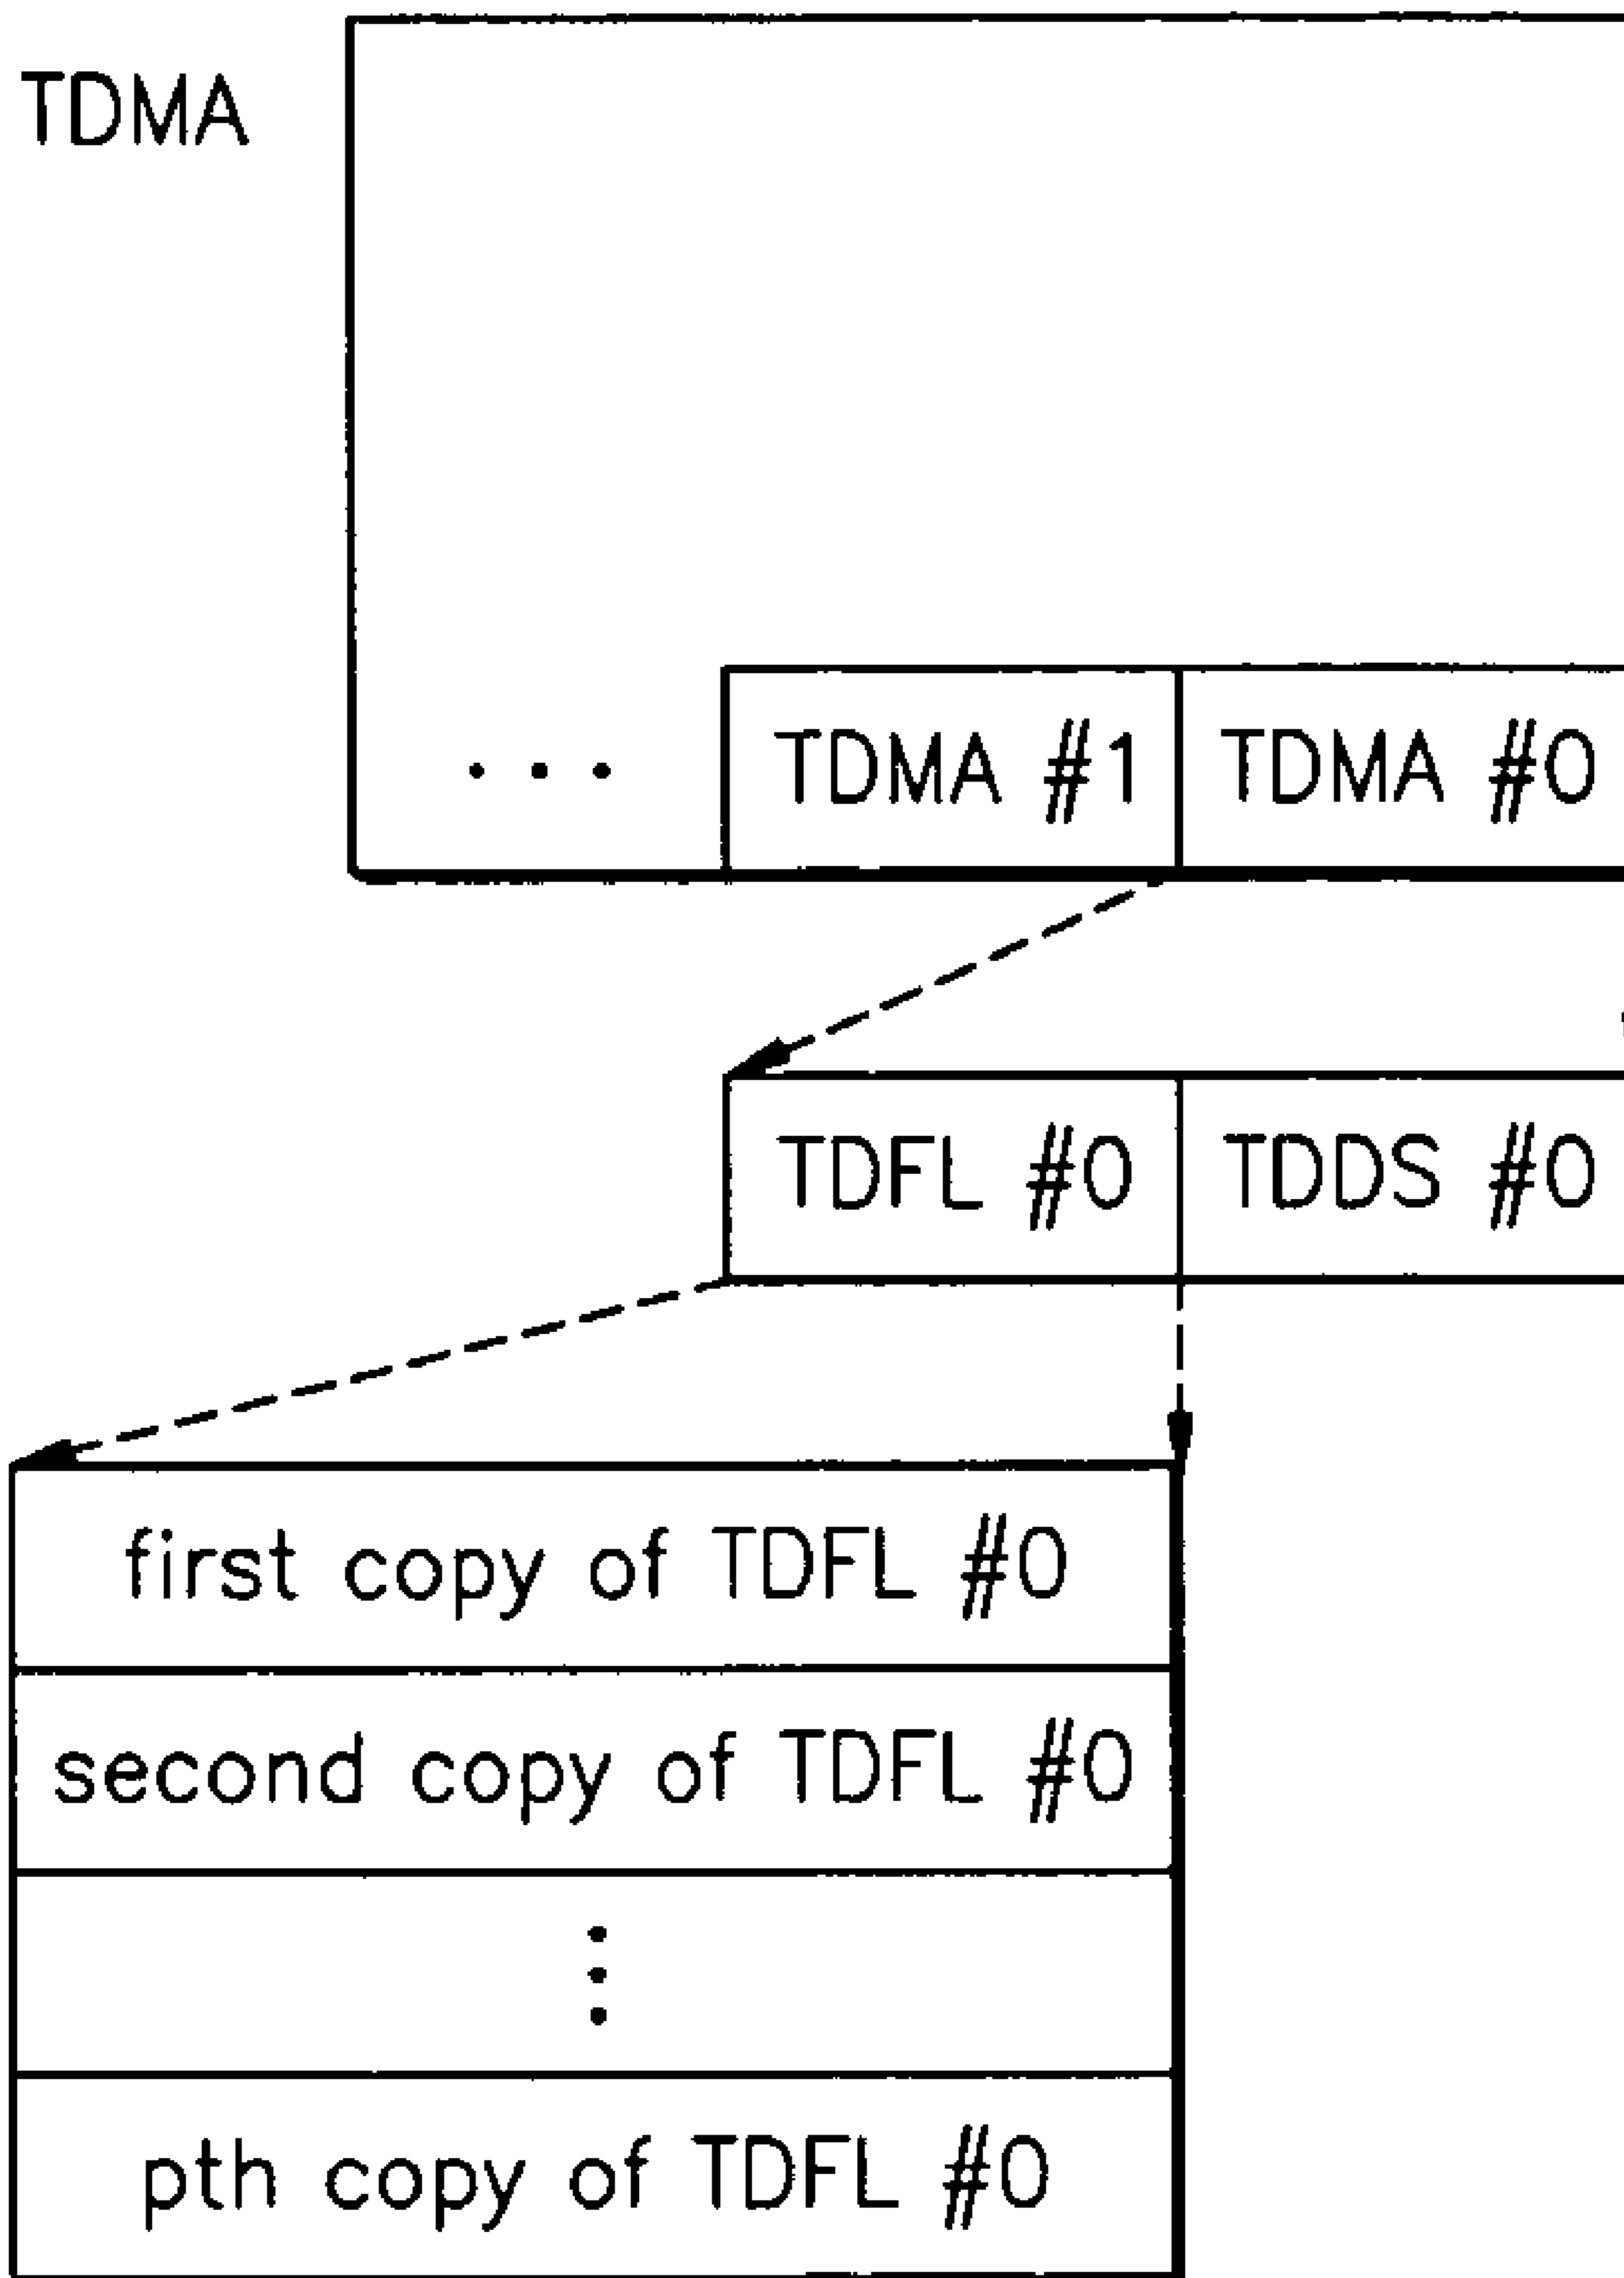 TDMA
... TDMA #1 TDMA #0
TDFL #0 TDDS #0
first copy of TDFL #0
second copy of TDFL #0
⋮
pth copy of TDFL #0